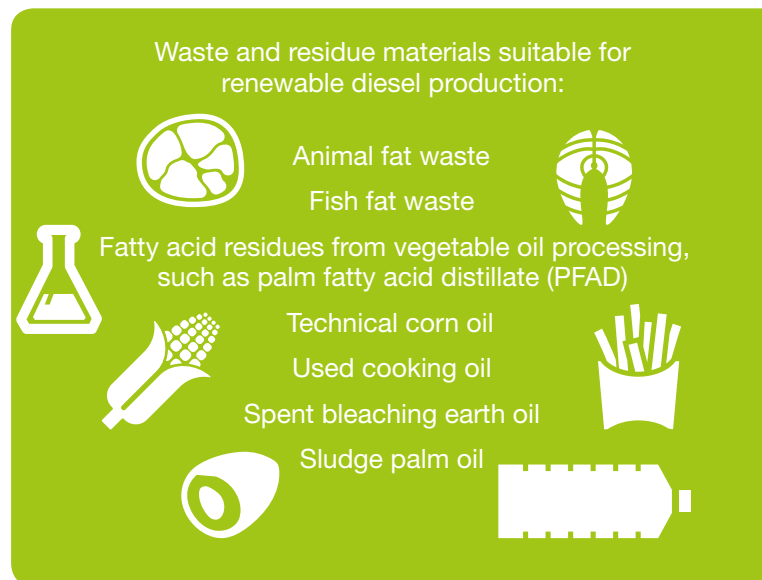 Waste and residue materials suitable for
renewable diesel production:
Animal fat waste
Fish fat waste
Fatty acid residues from vegetable oil processing,
such as palm fatty acid distillate (PFAD)
Technical corn oil
Used cooking oil
Spent bleaching earth oil
Sludge palm oil